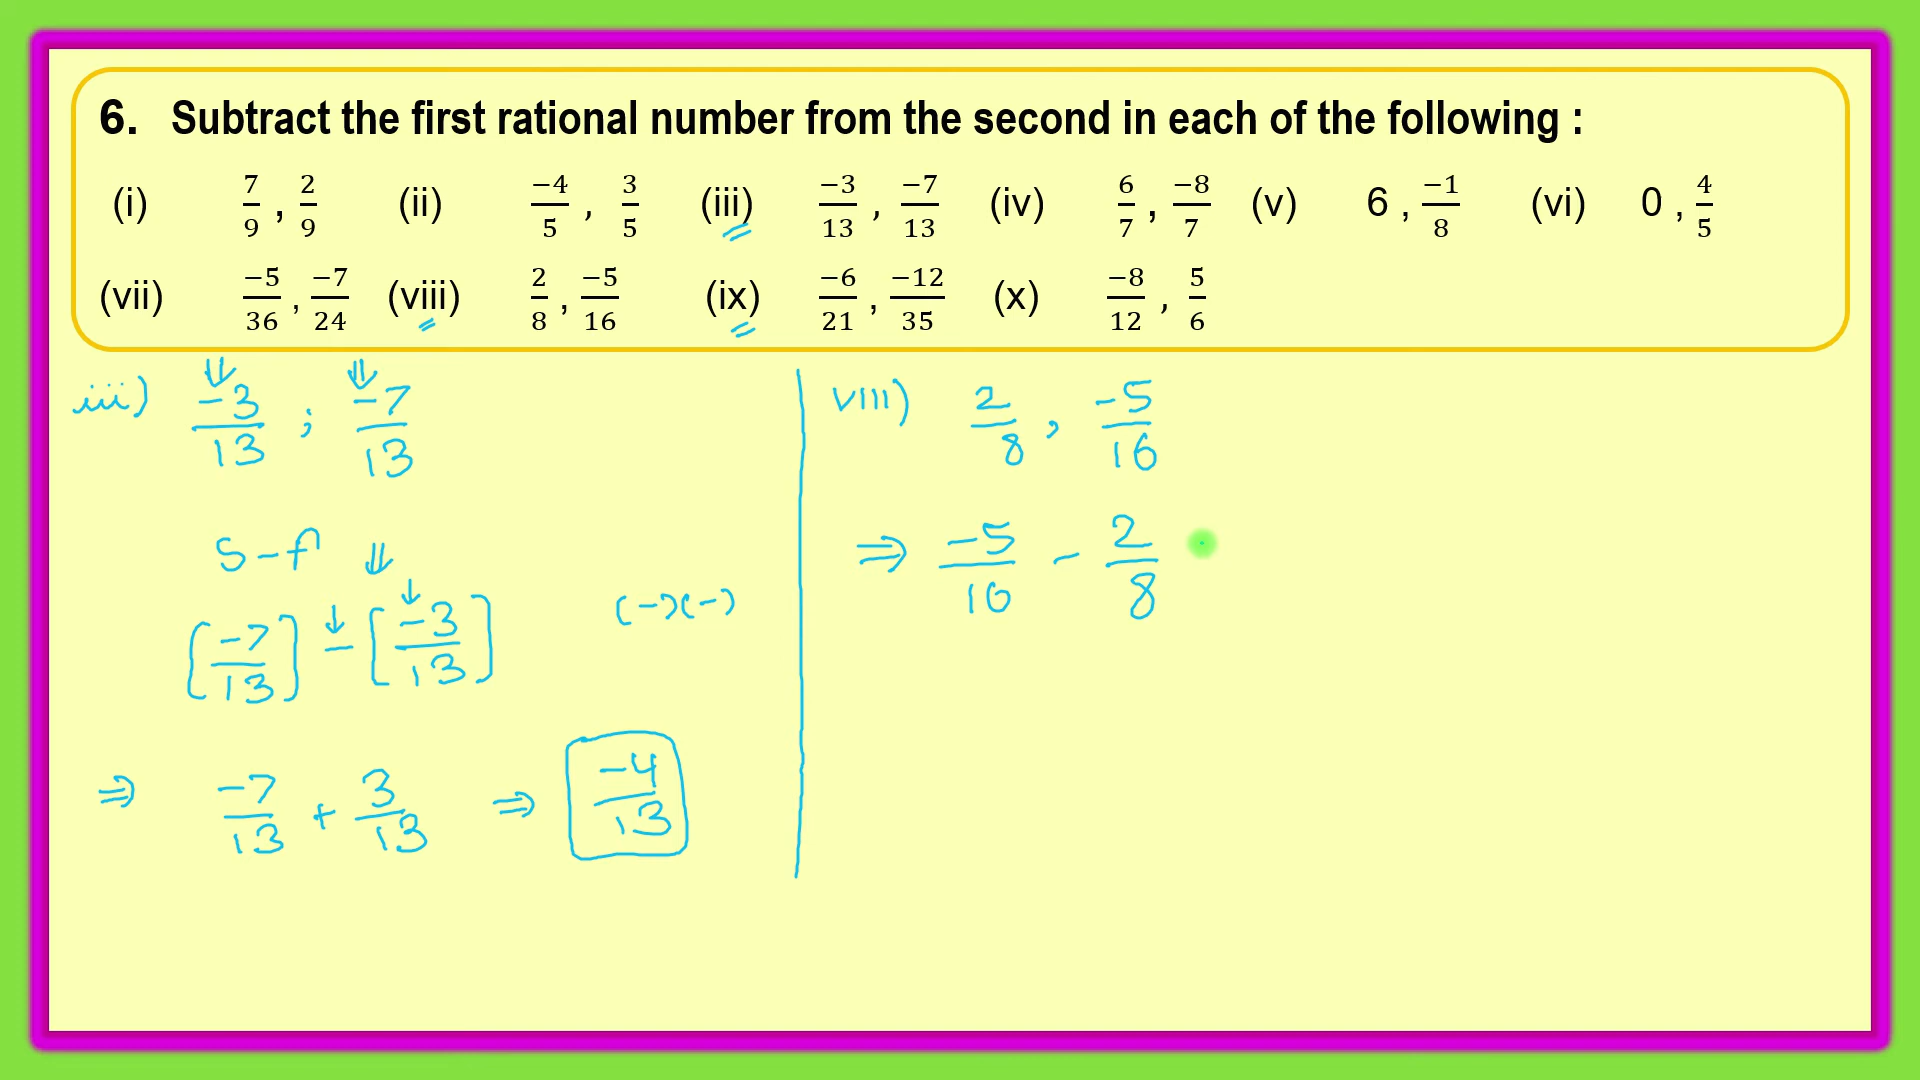 6. Subtract the first rational number from the second in each of the following :
(i) 7/9 , 2/9 (ii) −4/5 , 3/5 (iii) −3/13 , −7/13 (iv) 6/7 , −8/7 (v) 6 , −1/8 (vi) 0 , 4/5
(vii) −5/36 , −7/24 (viii) 2/8 , −5/16 (ix) −6/21 , −12/35 (x) −8/12 , 5/6
iii) −3/13 ; −7/13
S − f
[−7/13] − [−3/13] (−)(−)
⇒ −7/13 + 3/13 ⇒ −4/13
viii) 2/8 , −5/16
⇒ −5/16 − 2/8